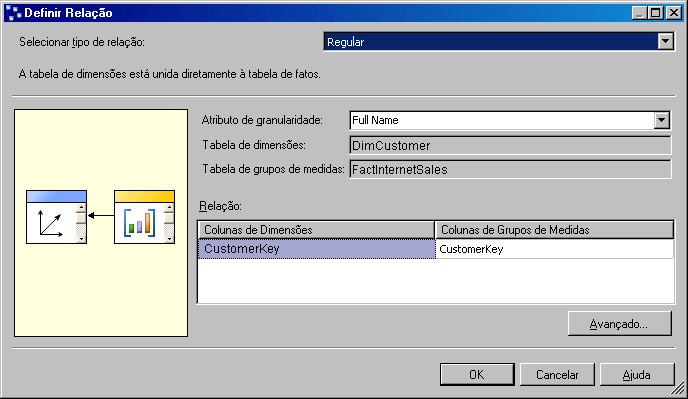 Definir Relação
Selecionar tipo de relação: Regular
A tabela de dimensões está unida diretamente à tabela de fatos.
Atributo de granularidade: Full Name
Tabela de dimensões: DimCustomer
Tabela de grupos de medidas: FactInternetSales
Relação:
Colunas de Dimensões Colunas de Grupos de Medidas
CustomerKey CustomerKey
Avançado...
OK Cancelar Ajuda